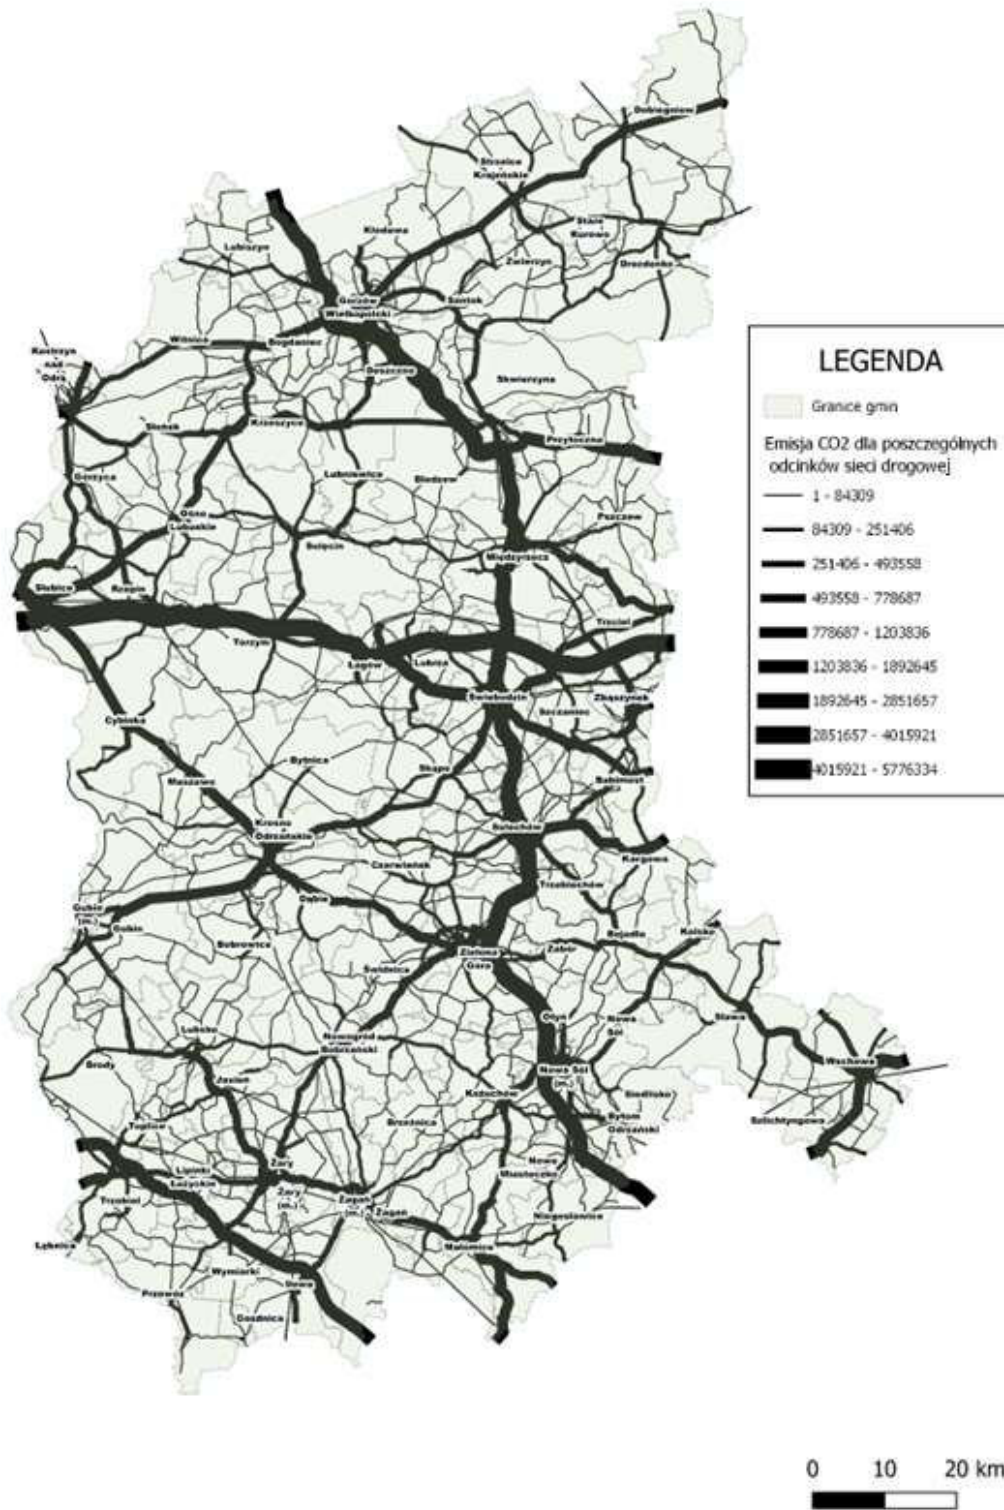 Dobiegniew
Strzelce
Krajeńskie
Kłodawa
Stare
Kurowo
Lubiszyn
Zwierzyn
Drezdenko
Gorzów
Wielkopolski
Santok
Witnica
Bogdaniec
Kostrzyn
nad
Odrą
Deszczno
Skwierzyna
Słońsk
Krzeszyce
Przytoczna
Górzyca
Lubniewice
Bledzew
Ośno
Lubuskie
Pszczew
Sulęcin
Międzyrzecz
Słubice
Rzepin
Trzciel
Torzym
Łagów
Lubrza
Świebodzin
Zbąszynek
Szczaniec
Cybinka
Bytnica
Skąpe
Maszewo
Babimost
Krosno
Odrzańskie
Sulechów
Czerwieńsk
Kargowa
Trzebiechów
Dąbie
Gubin
(m.)
Gubin
Bobrowice
Bojadła
Kolsko
Zielona
Góra
Zabór
Świdnica
Otyń
Nowa
Sól
Sława
Lubsko
Nowogród
Bobrzański
Wschowa
Brody
Jasień
Nowa Sól
(m.)
Kożuchów
Siedlisko
Szlichtyngowa
Tuplice
Brzeźnica
Bytom
Odrzański
Lipinki
Łużyckie
Żary
Nowe
Miasteczko
Trzebiel
Żary
(m.)
Żagań
(m.)
Żagań
Niegosławice
Łęknica
Małomice
Wymiarki
Iłowa
Przewóz
Gozdnica
LEGENDA
Granice gmin
Emisja CO2 dla poszczególnych
odcinków sieci drogowej
1 - 84309
84309 - 251406
251406 - 493558
493558 - 778687
778687 - 1203836
1203836 - 1892645
1892645 - 2851657
2851657 - 4015921
4015921 - 5776334
0 10 20 km